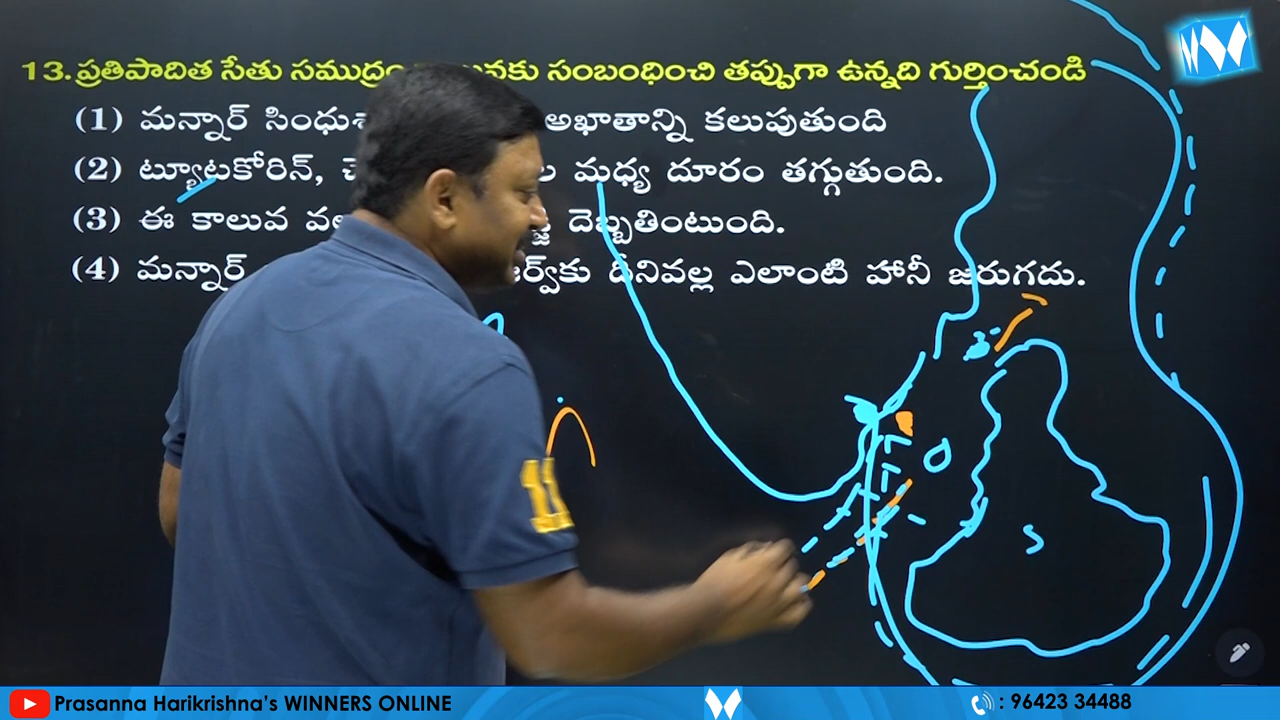 13. ప్రతిపాదిత సేతు సముద్రం సంబంధించి తప్పుగా ఉన్నది గుర్తించండి
(1) మన్నార్ అఖాతాన్ని కలుపుతుంది
(2) ట్యూటకోరిన్, మధ్య దూరం తగ్గుతుంది.
(3) ఈ కాలువ దెబ్బతింటుంది.
(4) మన్నార్ దీనివల్ల ఎలాంటి హానీ జరుగదు.
11
S
W
Prasanna Harikrishna's WINNERS ONLINE
: 96423 34488